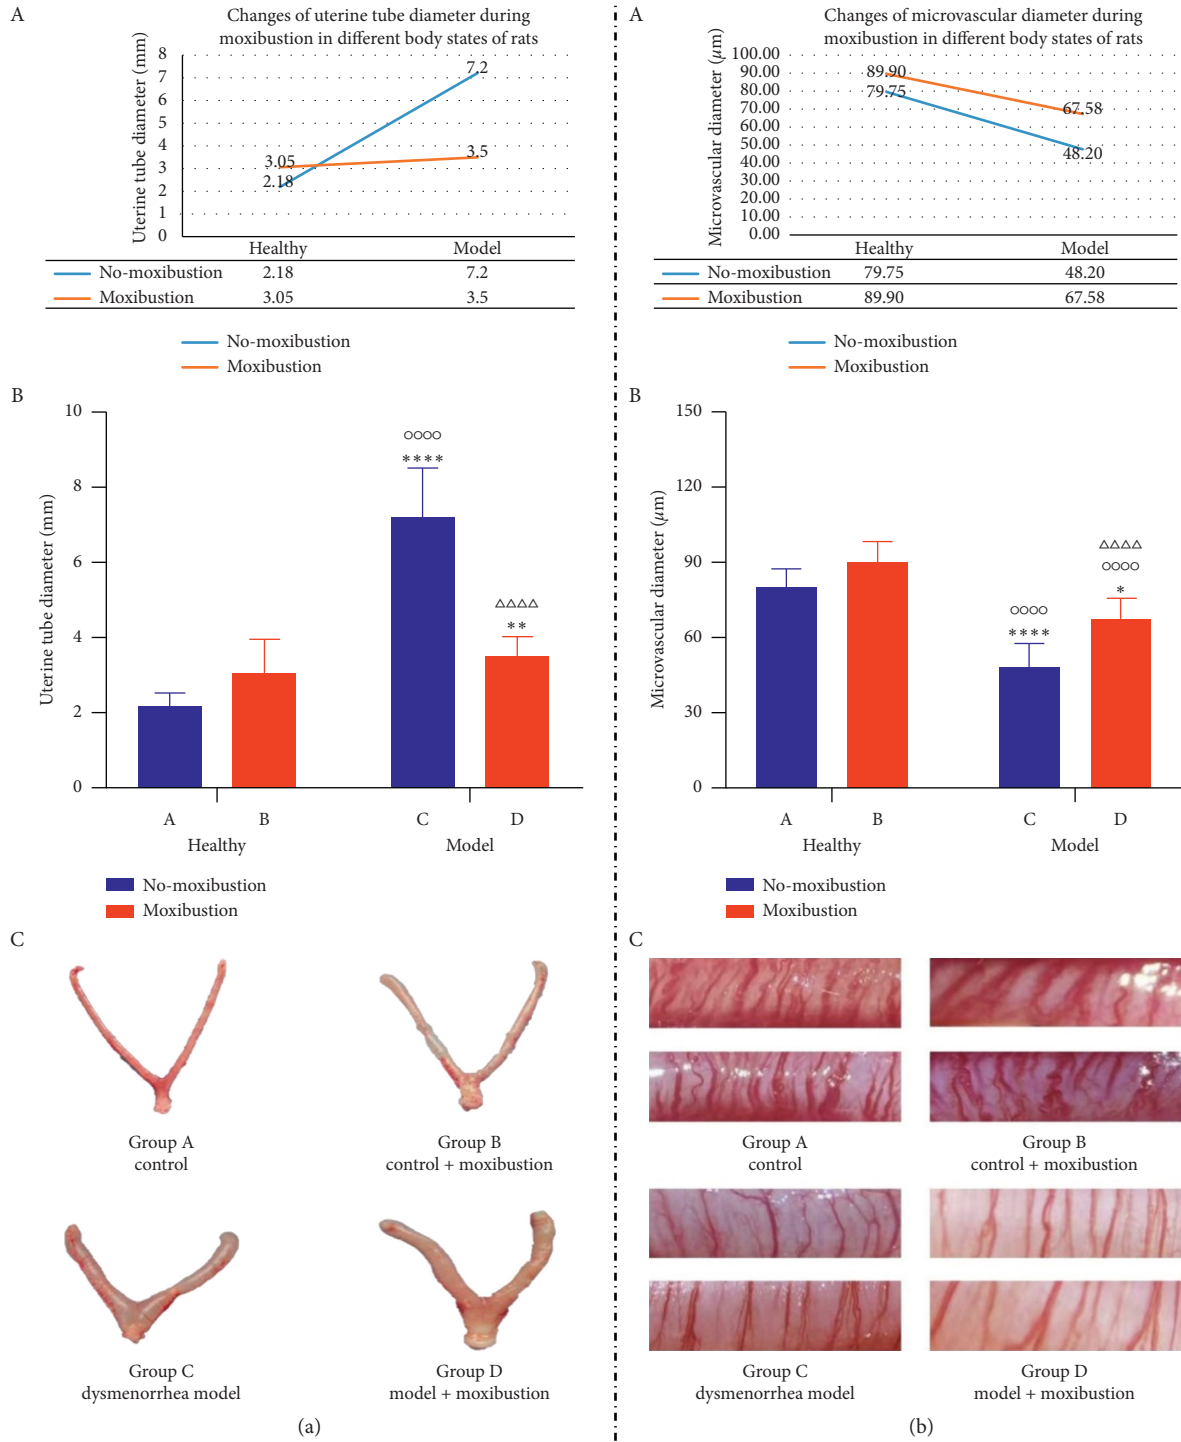 A
Changes of uterine tube diameter during
moxibustion in different body states of rats
Uterine tube diameter (mm)
8
7
6
5
4
3
2
1
0
7.2
3.05
3.5
2.18
Healthy Model
No-moxibustion 2.18 7.2
Moxibustion 3.05 3.5
No-moxibustion
Moxibustion
B
Uterine tube diameter (mm)
10
8
6
4
2
0
○○○○
****
△△△△
**
A B C D
Healthy Model
No-moxibustion
Moxibustion
C
Group A
control
Group B
control + moxibustion
Group C
dysmenorrhea model
Group D
model + moxibustion
(a)
A
Changes of microvascular diameter during
moxibustion in different body states of rats
Microvascular diameter (μm)
100.00
90.00
80.00
70.00
60.00
50.00
40.00
30.00
20.00
10.00
0.00
89.90
79.75
67.58
48.20
Healthy Model
No-moxibustion 79.75 48.20
Moxibustion 89.90 67.58
No-moxibustion
Moxibustion
B
Microvascular diameter (μm)
150
120
90
60
30
0
○○○○
****
△△△△
○○○○
*
A B C D
Healthy Model
No-moxibustion
Moxibustion
C
Group A
control
Group B
control + moxibustion
Group C
dysmenorrhea model
Group D
model + moxibustion
(b)